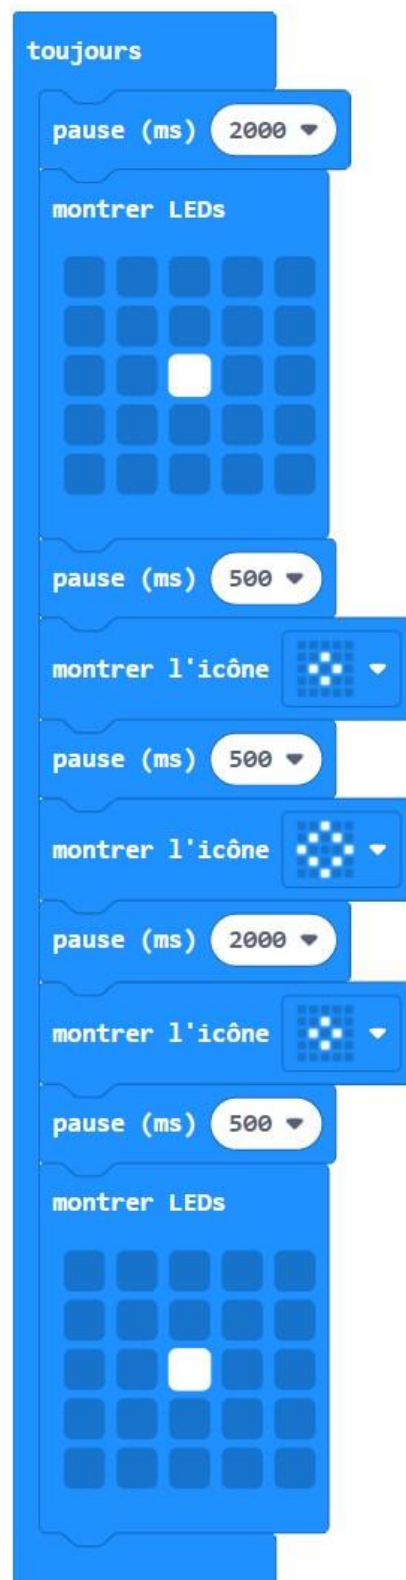 toujours
pause (ms) 2000
montrer LEDs
pause (ms) 500
montrer l'icône
pause (ms) 500
montrer l'icône
pause (ms) 2000
montrer l'icône
pause (ms) 500
montrer LEDs